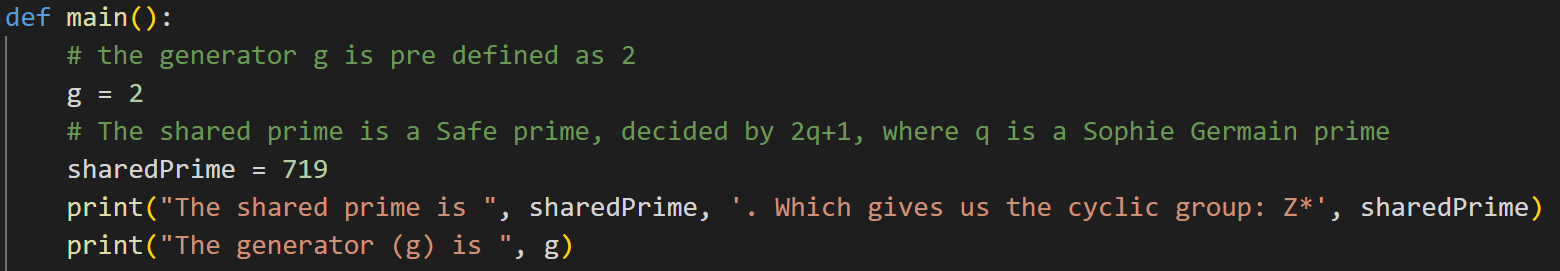 def main():
    # the generator g is pre defined as 2
    g = 2
    # The shared prime is a Safe prime, decided by 2q+1, where q is a Sophie Germain prime
    sharedPrime = 719
    print("The shared prime is ", sharedPrime, '. Which gives us the cyclic group: Z*', sharedPrime)
    print("The generator (g) is ", g)